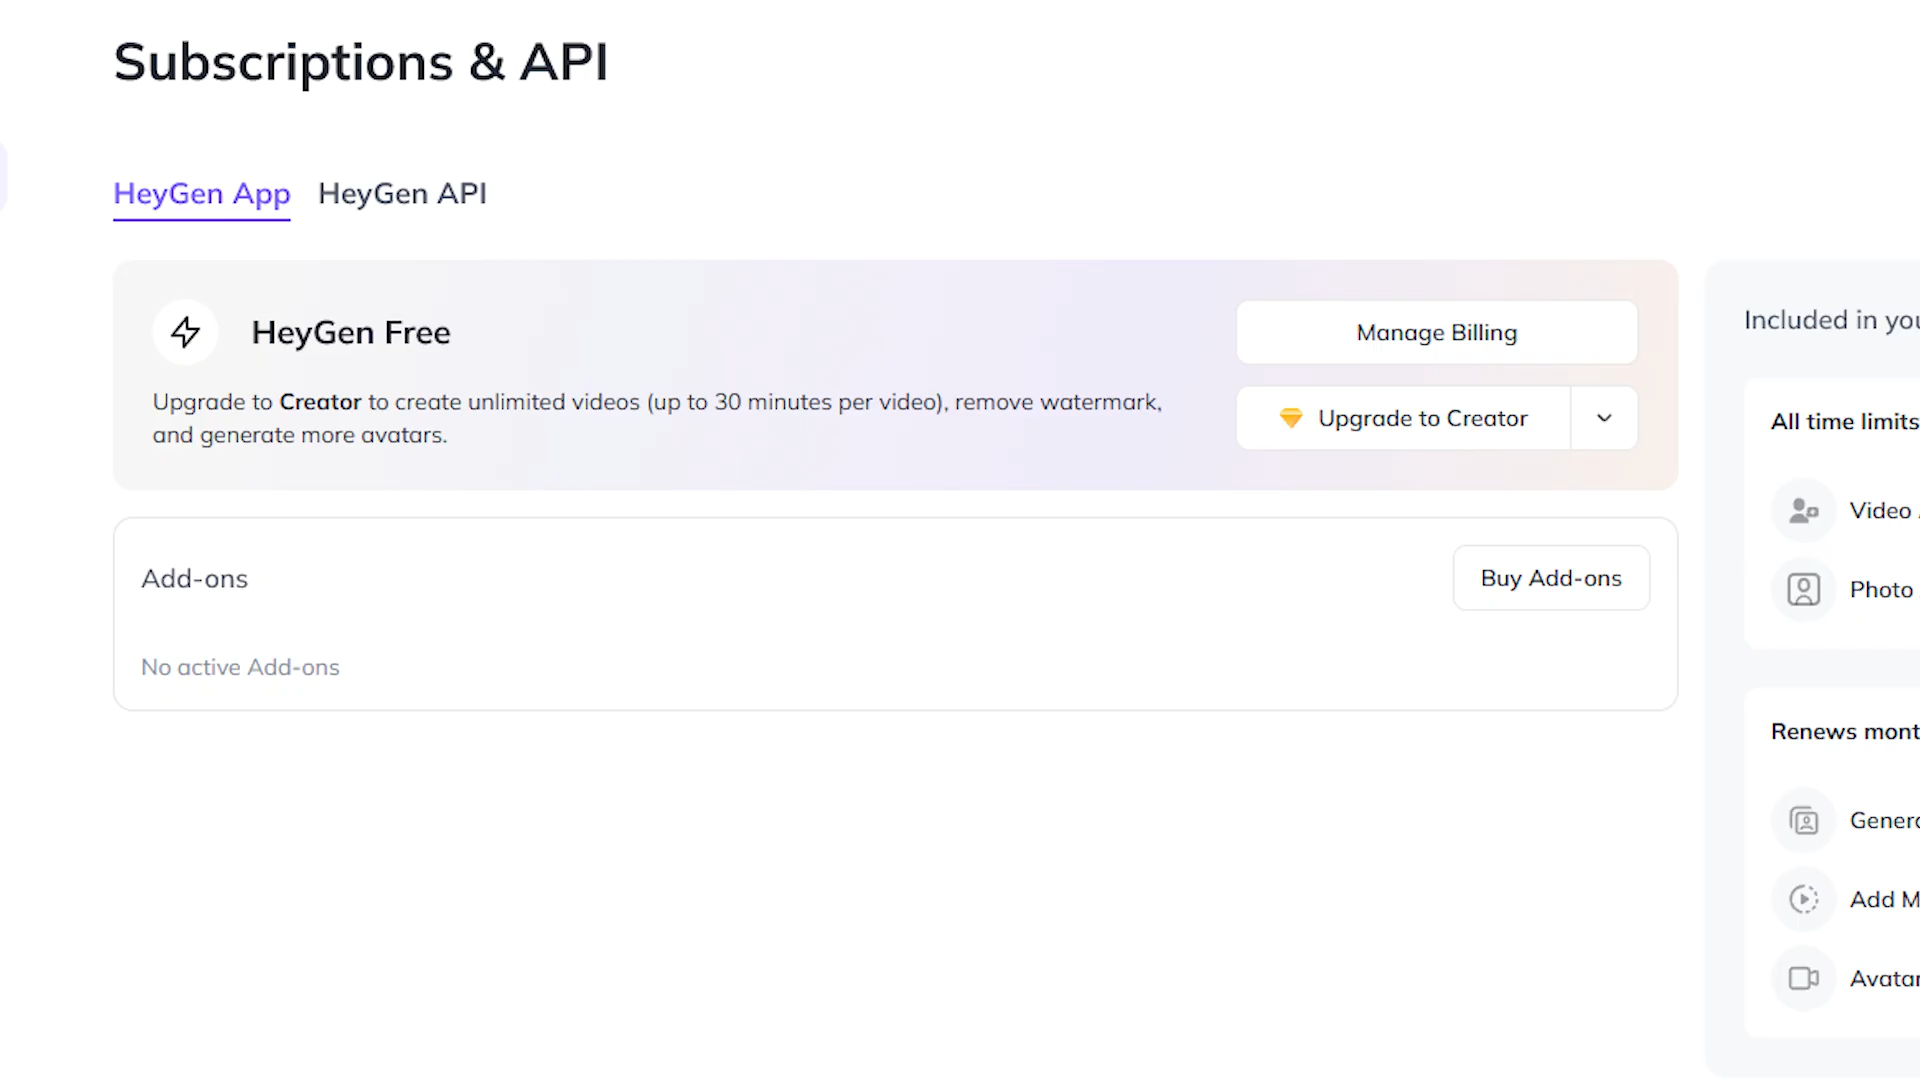 Subscriptions & API
HeyGen App
HeyGen API
HeyGen Free
Upgrade to Creator to create unlimited videos (up to 30 minutes per video), remove watermark,
and generate more avatars.
Manage Billing
Upgrade to Creator
Add-ons
Buy Add-ons
No active Add-ons
Included in
All time limits
Video
Photo
Renews
Add